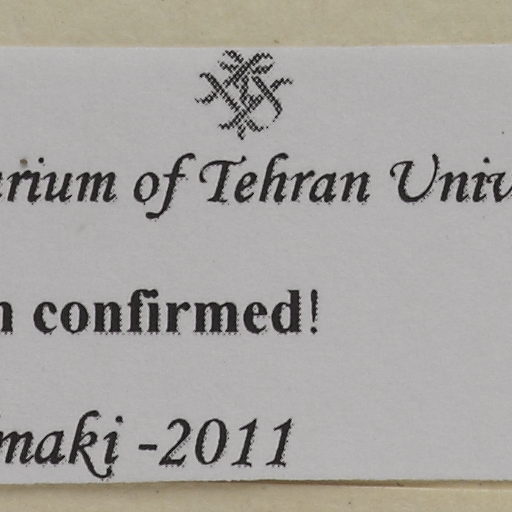 rium of Tehran Univ
n confirmed!
maki -2011